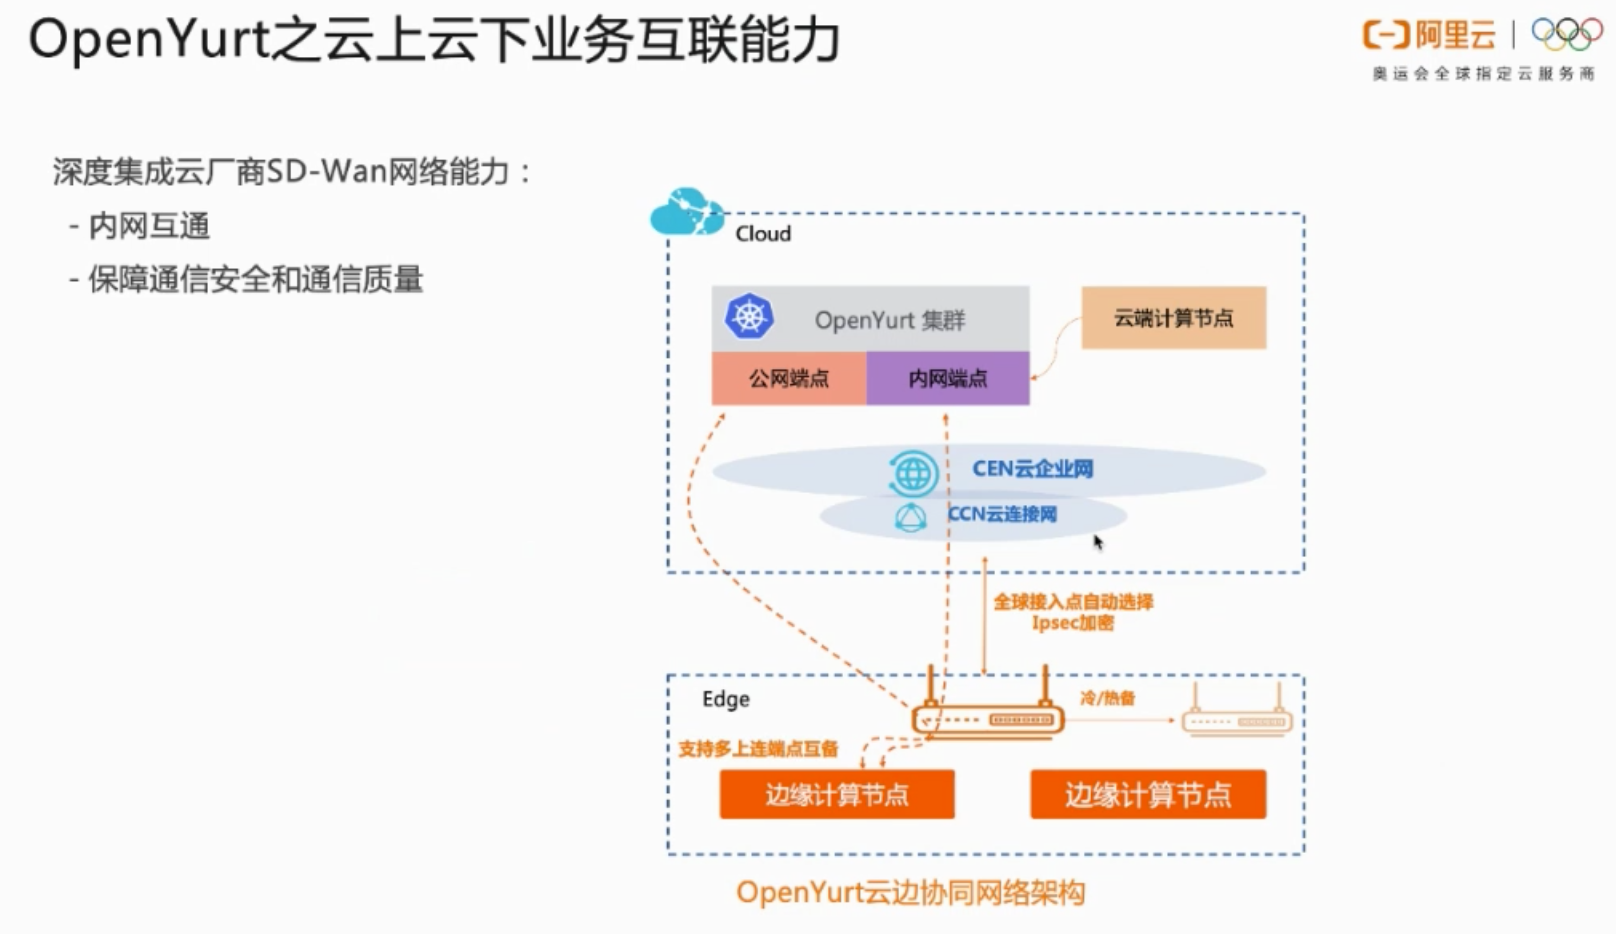 OpenYurt之云上云下业务互联能力
阿里云
奥运会全球指定云服务商
深度集成云厂商SD-Wan网络能力：
- 内网互通
- 保障通信安全和通信质量
Cloud
OpenYurt 集群
云端计算节点
公网端点
内网端点
CEN云企业网
CCN云连接网
全球接入点自动选择
Ipsec加密
Edge
冷/热备
支持多上连端点互备
边缘计算节点
边缘计算节点
OpenYurt云边协同网络架构